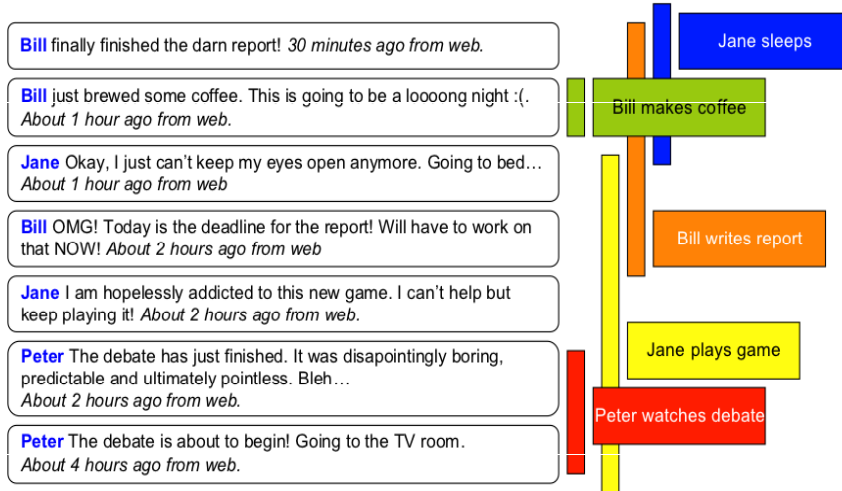 Bill finally finished the darn report! 30 minutes ago from web.
Jane sleeps
Bill just brewed some coffee. This is going to be a loooong night :(.
About 1 hour ago from web.
Bill makes coffee
Jane Okay, I just can't keep my eyes open anymore. Going to bed...
About 1 hour ago from web
Bill OMG! Today is the deadline for the report! Will have to work on
that NOW! About 2 hours ago from web
Bill writes report
Jane I am hopelessly addicted to this new game. I can't help but
keep playing it! About 2 hours ago from web.
Jane plays game
Peter The debate has just finished. It was disapointingly boring,
predictable and ultimately pointless. Bleh...
About 2 hours ago from web.
Peter watches debate
Peter The debate is about to begin! Going to the TV room.
About 4 hours ago from web.